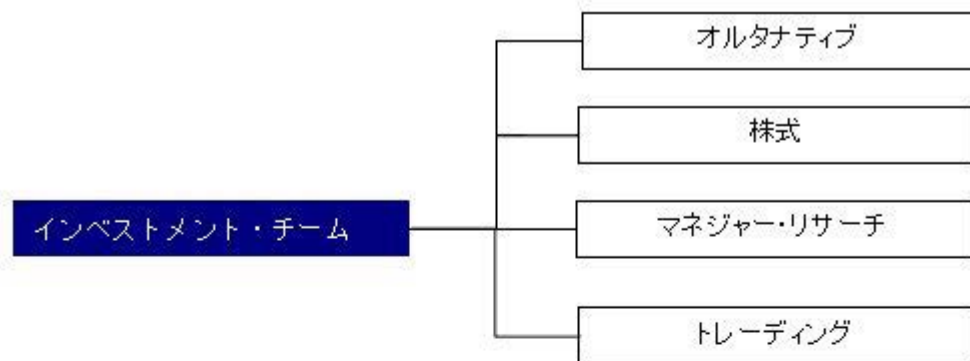 オルタナティブ
株式
インベストメント・チーム
マネジャー・リサーチ
トレーディング